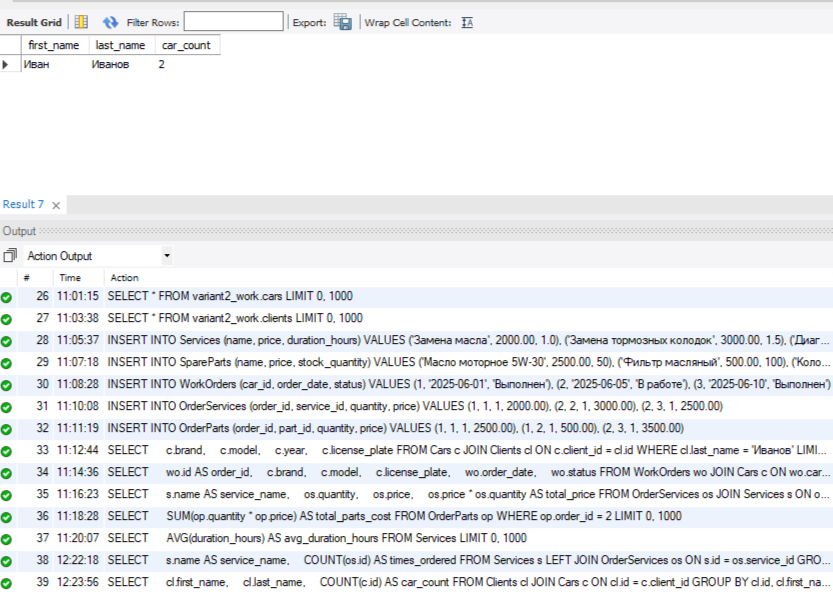 Result Grid Filter Rows: Export: Wrap Cell Content:
first_name last_name car_count
Иван Иванов 2
Result 7
Output
Action Output
# Time Action
26 11:01:15 SELECT * FROM variant2_work.cars LIMIT 0, 1000
27 11:03:38 SELECT * FROM variant2_work.clients LIMIT 0, 1000
28 11:05:37 INSERT INTO Services (name, price, duration_hours) VALUES ('Замена масла', 2000.00, 1.0), ('Замена тормозных колодок', 3000.00, 1.5), ('Диаг...
29 11:07:18 INSERT INTO SpareParts (name, price, stock_quantity) VALUES ('Масло моторное 5W-30', 2500.00, 50), ('Фильтр масляный', 500.00, 100), ('Коло...
30 11:08:28 INSERT INTO WorkOrders (car_id, order_date, status) VALUES (1, '2025-06-01', 'Выполнен'), (2, '2025-06-05', 'В работе'), (3, '2025-06-10', 'Выполнен')
31 11:10:08 INSERT INTO OrderServices (order_id, service_id, quantity, price) VALUES (1, 1, 1, 2000.00), (2, 2, 1, 3000.00), (2, 3, 1, 2500.00)
32 11:11:19 INSERT INTO OrderParts (order_id, part_id, quantity, price) VALUES (1, 1, 1, 2500.00), (1, 2, 1, 500.00), (2, 3, 1, 3500.00)
33 11:12:44 SELECT c.brand, c.model, c.year, c.license_plate FROM Cars c JOIN Clients cl ON c.client_id = cl.id WHERE cl.last_name = 'Иванов' LIMI...
34 11:14:36 SELECT wo.id AS order_id, c.brand, c.model, c.license_plate, wo.order_date, wo.status FROM WorkOrders wo JOIN Cars c ON wo.car...
35 11:16:23 SELECT s.name AS service_name, os.quantity, os.price, os.price * os.quantity AS total_price FROM OrderServices os JOIN Services s ON o...
36 11:18:28 SELECT SUM(op.quantity * op.price) AS total_parts_cost FROM OrderParts op WHERE op.order_id = 2 LIMIT 0, 1000
37 11:20:07 SELECT AVG(duration_hours) AS avg_duration_hours FROM Services LIMIT 0, 1000
38 12:22:18 SELECT s.name AS service_name, COUNT(os.id) AS times_ordered FROM Services s LEFT JOIN OrderServices os ON s.id = os.service_id GRO...
39 12:23:56 SELECT cl.first_name, cl.last_name, COUNT(c.id) AS car_count FROM Clients cl JOIN Cars c ON cl.id = c.client_id GROUP BY cl.id, cl.first_na...